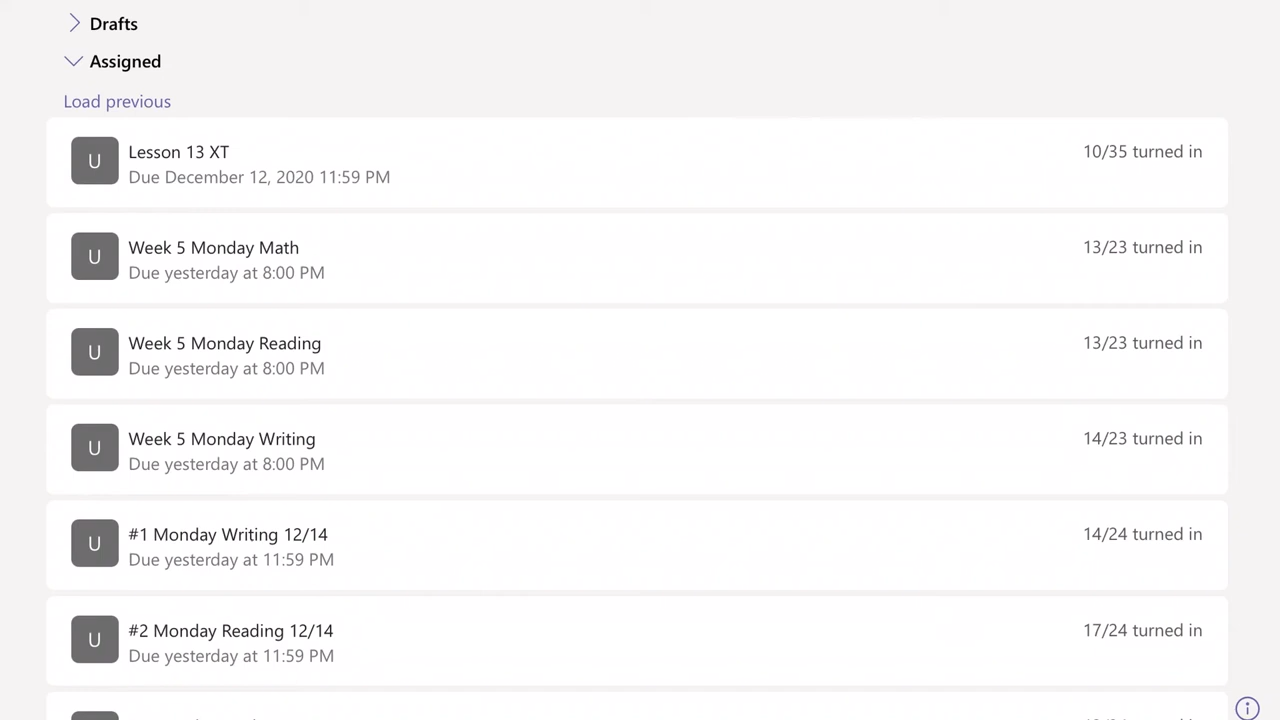 Drafts
Assigned
Load previous
U
Lesson 13 XT
10/35 turned in
Due December 12, 2020 11:59 PM
U
Week 5 Monday Math
13/23 turned in
Due yesterday at 8:00 PM
U
Week 5 Monday Reading
13/23 turned in
Due yesterday at 8:00 PM
U
Week 5 Monday Writing
14/23 turned in
Due yesterday at 8:00 PM
U
#1 Monday Writing 12/14
14/24 turned in
Due yesterday at 11:59 PM
U
#2 Monday Reading 12/14
17/24 turned in
Due yesterday at 11:59 PM